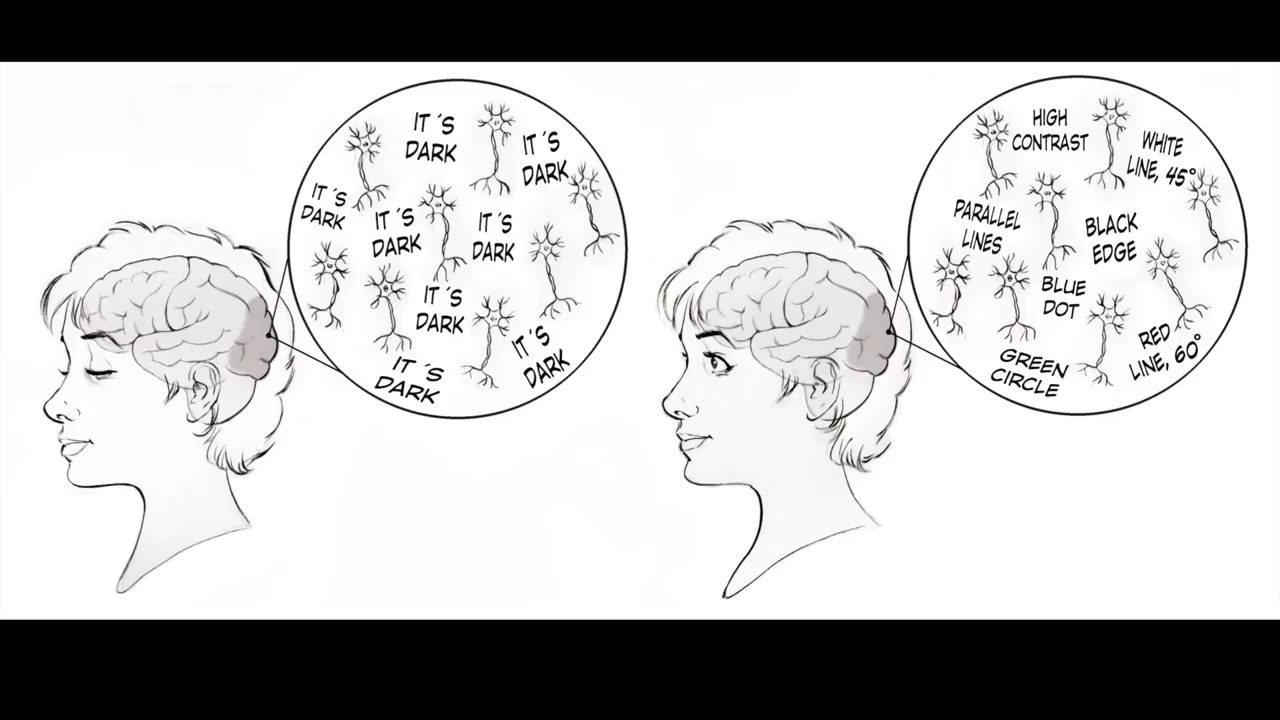 IT ´S
DARK
IT ´S
DARK
IT ´S
DARK
IT ´S
DARK
IT ´S
DARK
IT ´S
DARK
IT ´S
DARK
IT ´S
DARK
HIGH
CONTRAST
WHITE
LINE, 45°
PARALLEL
LINES
BLACK
EDGE
BLUE
DOT
RED
LINE, 60°
GREEN
CIRCLE